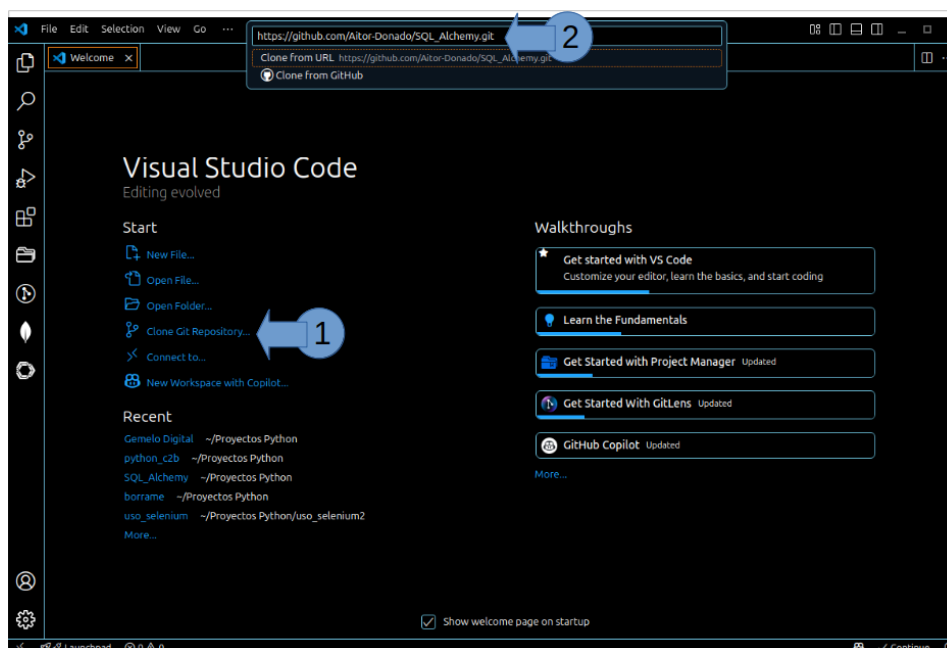 File Edit Selection View Go ...
https://github.com/Aitor-Donado/SQL_Alchemy.git
2
Welcome
Clone from URL https://github.com/Aitor-Donado/SQL_Alchemy.git
Clone from GitHub
Visual Studio Code
Editing evolved
Start
New File...
Open File...
Open Folder...
Clone Git Repository...
1
Connect to...
New Workspace with Copilot...
Recent
Gemelo Digital ~/Proyectos Python
python_c2b ~/Proyectos Python
SQL_Alchemy ~/Proyectos Python
borrame ~/Proyectos Python
uso_selenium ~/Proyectos Python/uso_selenium2
More...
Walkthroughs
Get started with VS Code
Customize your editor, learn the basics, and start coding
Learn the Fundamentals
Get Started with Project Manager Updated
Get Started With GitLens Updated
GitHub Copilot Updated
More...
Show welcome page on startup
Launchpad 0 0 Continue